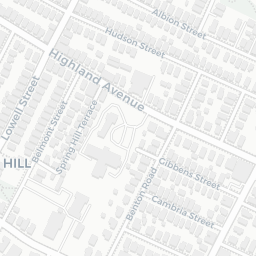 Albion Street
Hudson Street
Highland Avenue
Lowell Street
Belmont Street
Spring Hill Terrace
HILL
Gibbens Street
Benton Road
Cambria Street